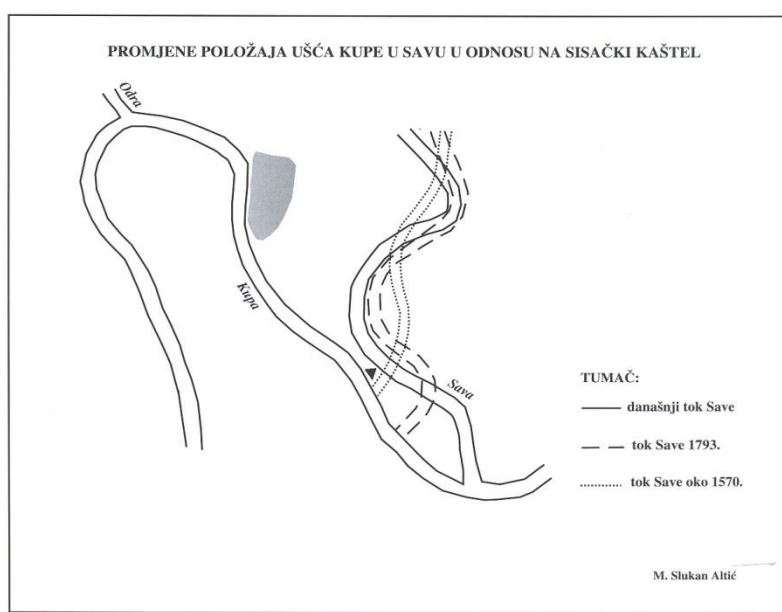 PROMJENE POLOŽAJA UŠĆA KUPE U SAVU U ODNOSU NA SISAČKI KAŠTEL
Odra
Kupa
Sava
TUMAČ:
današnji tok Save
tok Save 1793.
tok Save oko 1570.
M. Slukan Altić